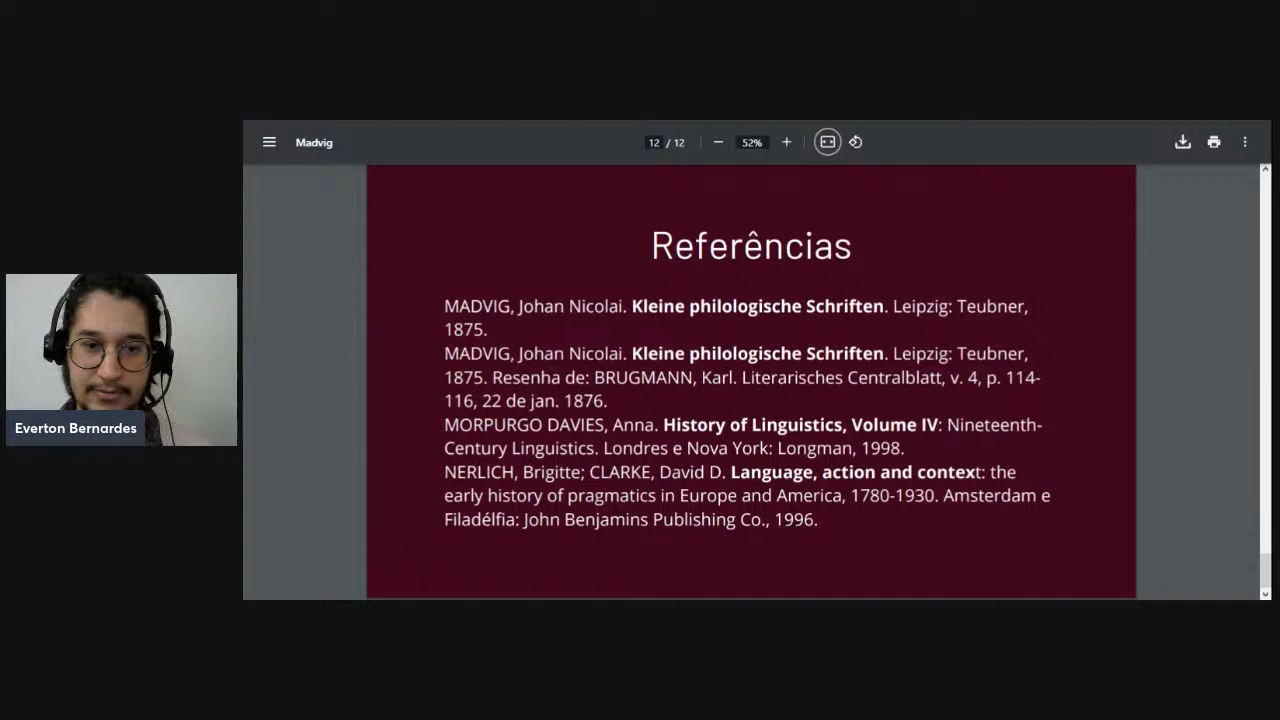 Madvig
12 / 12
52%
Referências
MADVIG, Johan Nicolai. Kleine philologische Schriften. Leipzig: Teubner,
1875.
MADVIG, Johan Nicolai. Kleine philologische Schriften. Leipzig: Teubner,
1875. Resenha de: BRUGMANN, Karl. Literarisches Centralblatt, v. 4, p. 114-
116, 22 de jan. 1876.
MORPURGO DAVIES, Anna. History of Linguistics, Volume IV: Nineteenth-
Century Linguistics. Londres e Nova York: Longman, 1998.
NERLICH, Brigitte; CLARKE, David D. Language, action and context: the
early history of pragmatics in Europe and America, 1780-1930. Amsterdam e
Filadélfia: John Benjamins Publishing Co., 1996.
Everton Bernardes